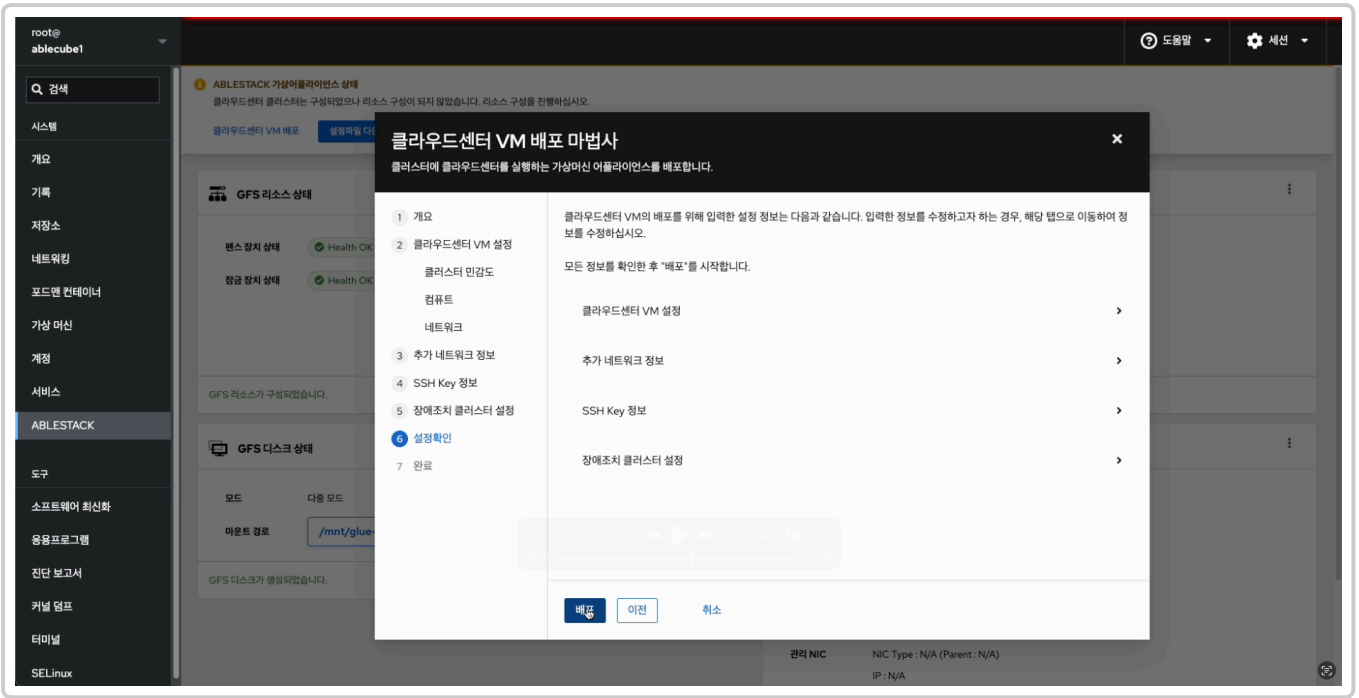 root@
ablecube1
도움말
세션
검색
시스템
개요
기록
저장소
네트워킹
포드맨 컨테이너
가상 머신
계정
서비스
ABLESTACK
도구
소프트웨어 최신화
응용프로그램
진단 보고서
커널 덤프
터미널
SELinux
ABLESTACK 가상어플라이언스 상태
클라우드센터 클러스터는 구성되었으나 리소스 구성이 되지 않았습니다. 리소스 구성을 진행하십시오.
클라우드센터 VM 배포
설정파일 다운
GFS 리소스 상태
펜스 장치 상태
Health OK
잠금 장치 상태
Health OK
GFS 리소스가 구성되었습니다.
GFS 디스크 상태
모드
다중 모드
마운트 경로
/mnt/glue-
GFS 디스크가 생성되었습니다.
클라우드센터 VM 배포 마법사
클러스터에 클라우드센터를 실행하는 가상머신 어플라이언스를 배포합니다.
1 개요
2 클라우드센터 VM 설정
클러스터 민감도
컴퓨트
네트워크
3 추가 네트워크 정보
4 SSH Key 정보
5 장애조치 클러스터 설정
6 설정확인
7 완료
클라우드센터 VM의 배포를 위해 입력한 설정 정보는 다음과 같습니다. 입력한 정보를 수정하고자 하는 경우, 해당 탭으로 이동하여 정
보를 수정하십시오.
모든 정보를 확인한 후 "배포"를 시작합니다.
클라우드센터 VM 설정
추가 네트워크 정보
SSH Key 정보
장애조치 클러스터 설정
배포
이전
취소
관리 NIC
NIC Type : N/A (Parent : N/A)
IP : N/A